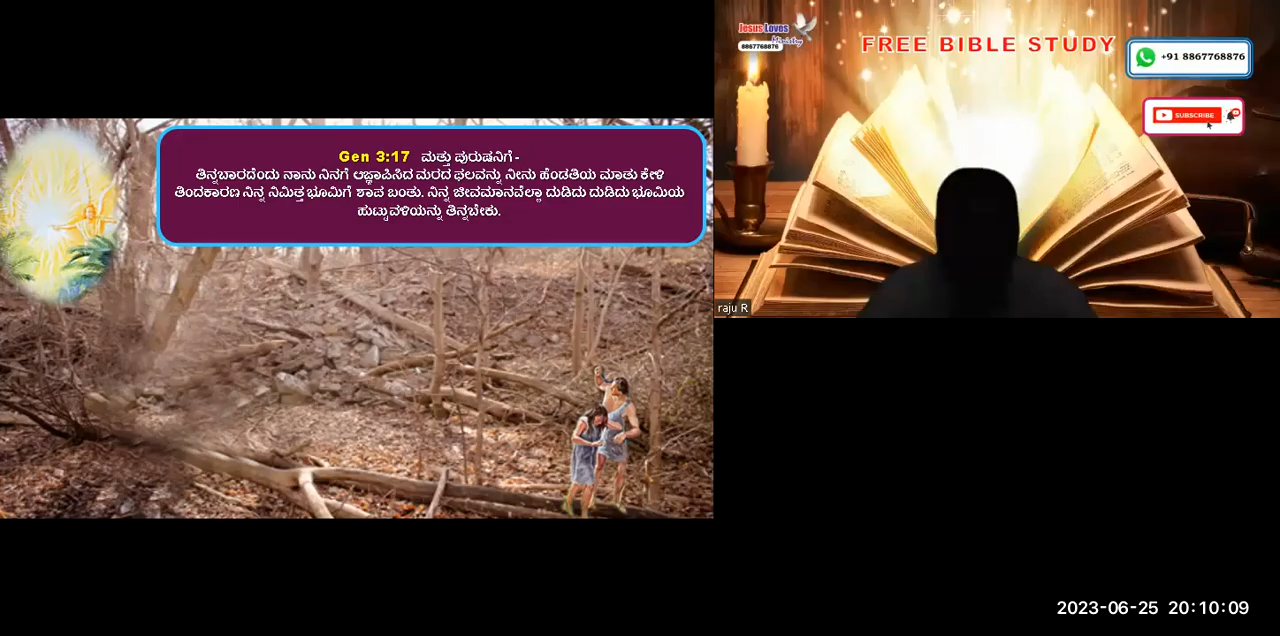 Gen 3:17 ಮತ್ತು ಪುರುಷನಿಗೆ-
ತಿನ್ನಬಾರದೆಂದು ನಾನು ನಿನಗೆ ಆಜ್ಞಾಪಿಸಿದ ಮರದ ಫಲವನ್ನು ನೀನು ಹೆಂಡತಿಯ ಮಾತು ಕೇಳಿ
ತಿಂದಕಾರಣ ನಿನ್ನ ನಿಮಿತ್ತ ಭೂಮಿಗೆ ಶಾಪ ಬಂತು. ನಿನ್ನ ಜೀವಮಾನವೆಲ್ಲಾ ದುಡಿದು ದುಡಿದು ಭೂಮಿಯ
ಹುಟ್ಟುವಳಿಯನ್ನು ತಿನ್ನಬೇಕು.
Jesus Loves
Ministry
8867768876
FREE BIBLE STUDY
+91 8867768876
SUBSCRIBE
raju R
2023-06-25 20:10:09